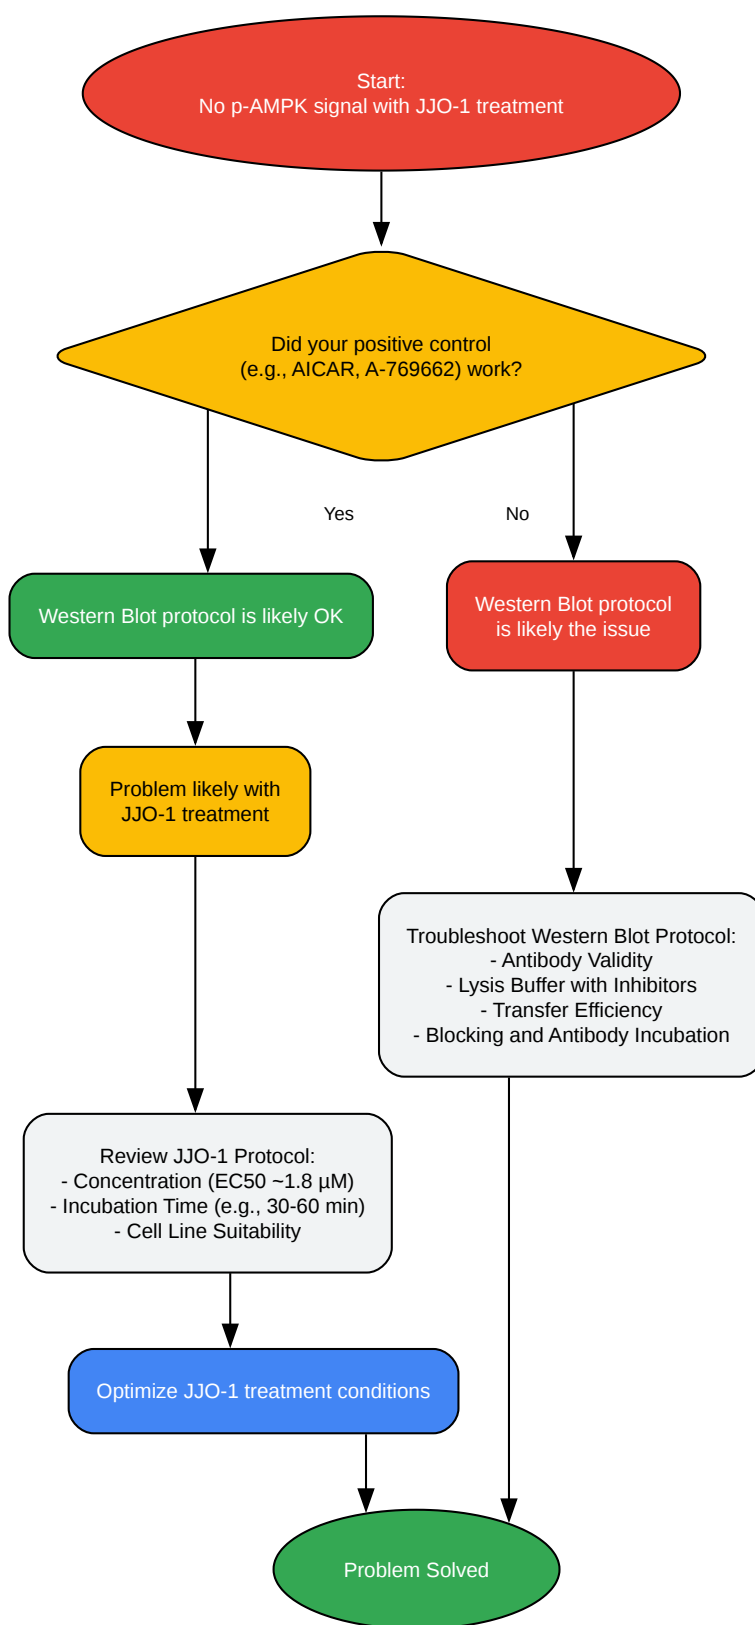 Start:
No p-AMPK signal with JJO-1 treatment
Did your positive control
(e.g., AICAR, A-769662) work?
Yes
No
Western Blot protocol is likely OK
Western Blot protocol
is likely the issue
Problem likely with
JJO-1 treatment
Troubleshoot Western Blot Protocol:
- Antibody Validity
- Lysis Buffer with Inhibitors
- Transfer Efficiency
- Blocking and Antibody Incubation
Review JJO-1 Protocol:
- Concentration (EC50 ~1.8 µM)
- Incubation Time (e.g., 30-60 min)
- Cell Line Suitability
Optimize JJO-1 treatment conditions
Problem Solved